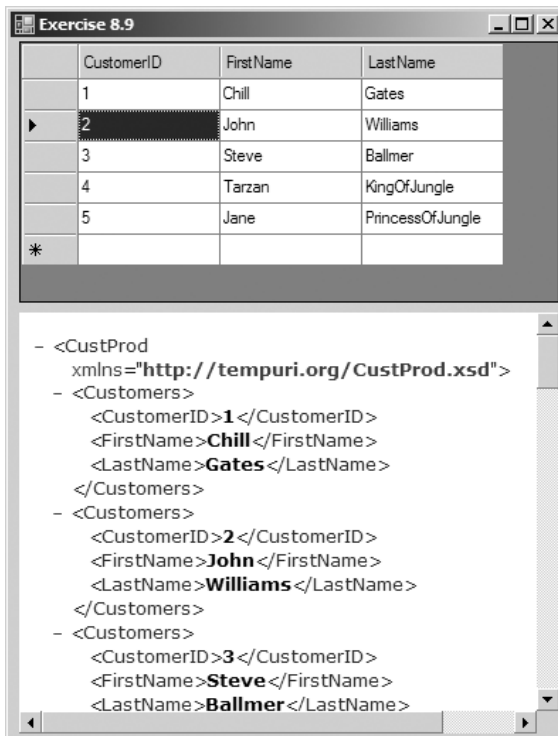 Exercise 8.9
CustomerID FirstName LastName
1 Chill Gates
2 John Williams
3 Steve Ballmer
4 Tarzan KingOfJungle
5 Jane PrincessOfJungle
*
– <CustProd
xmlns="http://tempuri.org/CustProd.xsd">
– <Customers>
<CustomerID>1</CustomerID>
<FirstName>Chill</FirstName>
<LastName>Gates</LastName>
</Customers>
– <Customers>
<CustomerID>2</CustomerID>
<FirstName>John</FirstName>
<LastName>Williams</LastName>
</Customers>
– <Customers>
<CustomerID>3</CustomerID>
<FirstName>Steve</FirstName>
<LastName>Ballmer</LastName>